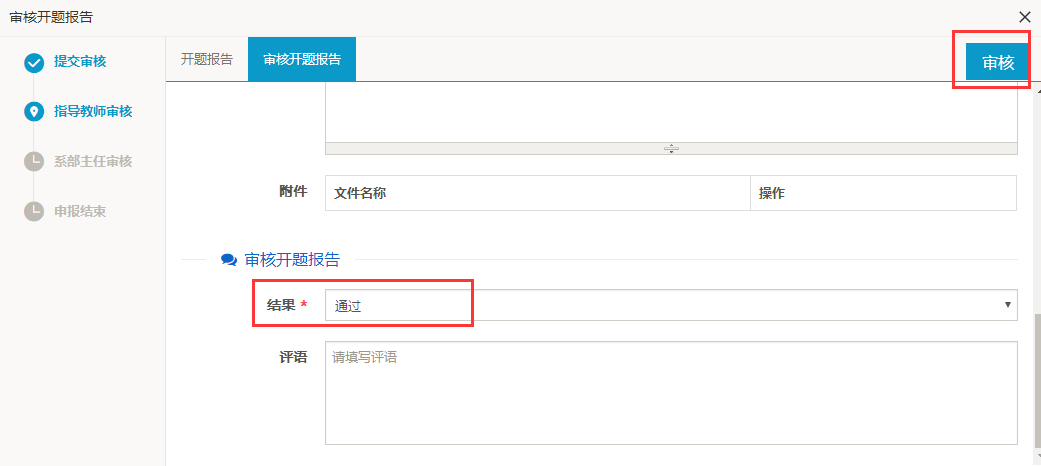 审核开题报告
提交审核
指导教师审核
系部主任审核
申报结束
开题报告 审核开题报告 审核
附件 文件名称 操作
审核开题报告
结果 * 通过
评语 请填写评语